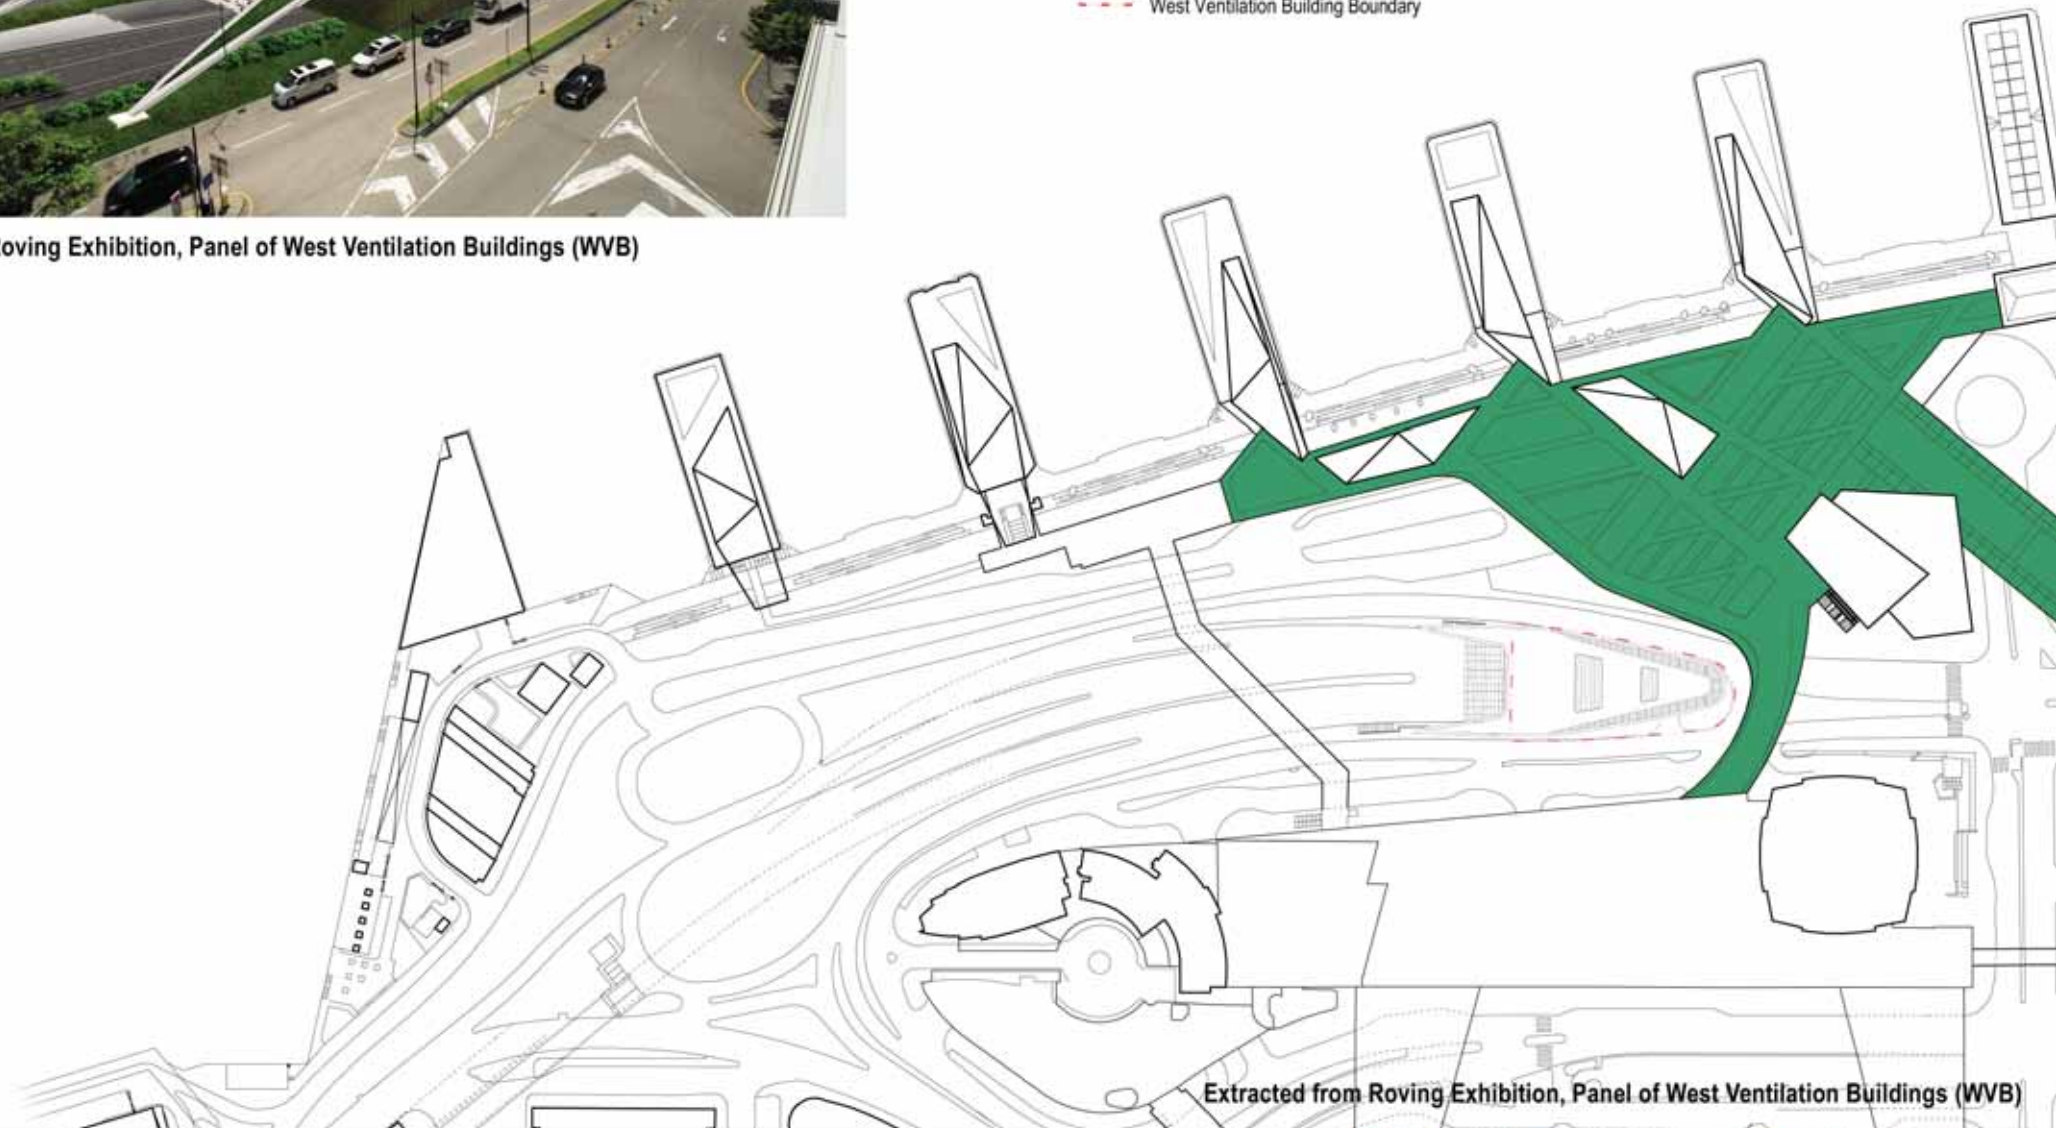 West Ventilation Building Boundary
oving Exhibition, Panel of West Ventilation Buildings (WVB)
Extracted from Roving Exhibition, Panel of West Ventilation Buildings (WVB)